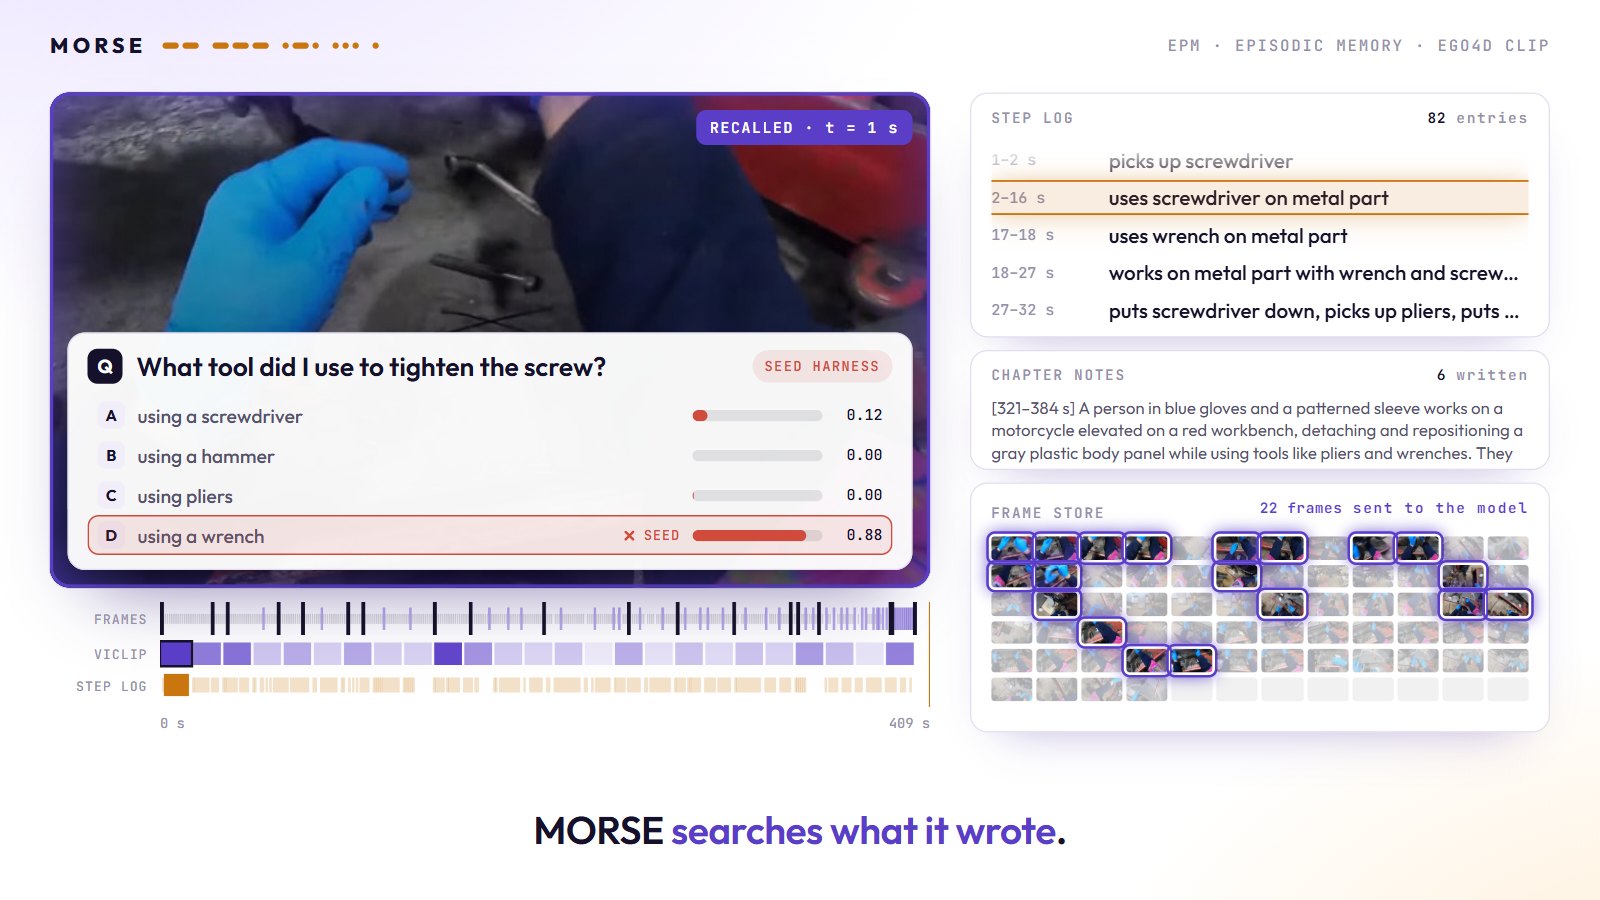 MORSE
EPM · EPISODIC MEMORY · EGO4D CLIP
RECALLED · t = 1 s
Q What tool did I use to tighten the screw?
SEED HARNESS
A using a screwdriver 0.12
B using a hammer 0.00
C using pliers 0.00
D using a wrench × SEED 0.88
FRAMES
VICLIP
STEP LOG
0 s 409 s
STEP LOG 82 entries
1–2 s picks up screwdriver
2–16 s uses screwdriver on metal part
17–18 s uses wrench on metal part
18–27 s works on metal part with wrench and screw...
27–32 s puts screwdriver down, picks up pliers, puts ...
CHAPTER NOTES 6 written
[321–384 s] A person in blue gloves and a patterned sleeve works on a
motorcycle elevated on a red workbench, detaching and repositioning a
gray plastic body panel while using tools like pliers and wrenches. They
FRAME STORE 22 frames sent to the model
MORSE searches what it wrote.